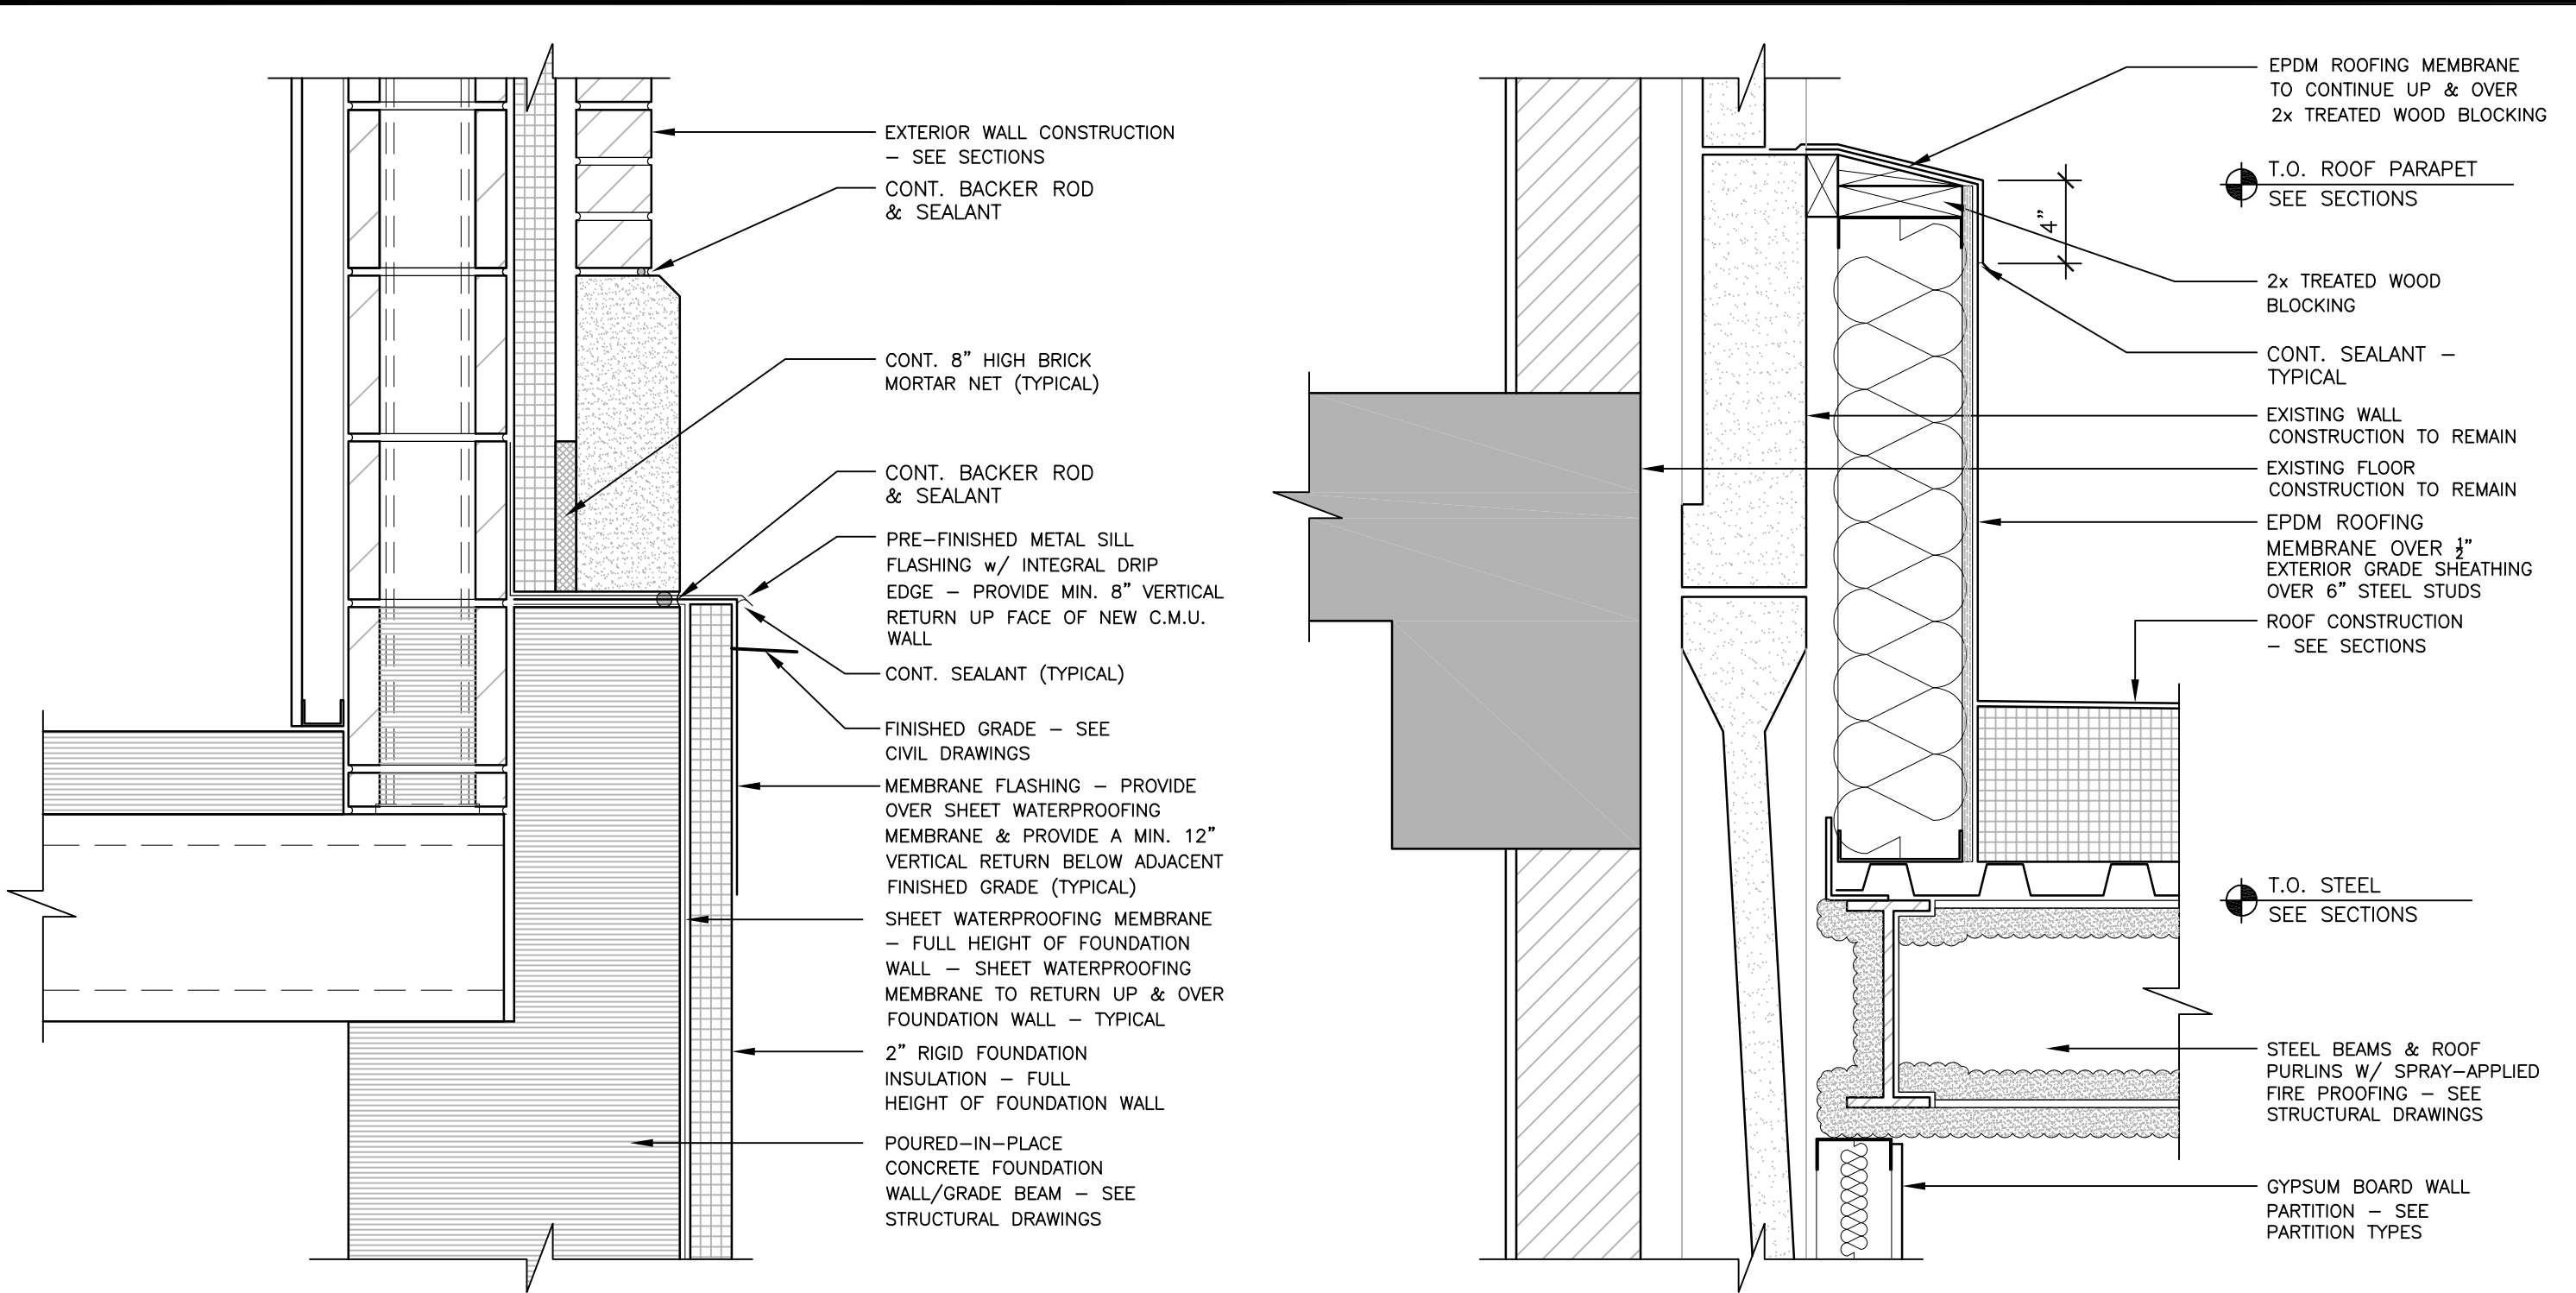 EXTERIOR WALL CONSTRUCTION
– SEE SECTIONS
CONT. BACKER ROD
& SEALANT
CONT. 8" HIGH BRICK
MORTAR NET (TYPICAL)
CONT. BACKER ROD
& SEALANT
PRE–FINISHED METAL SILL
FLASHING w/ INTEGRAL DRIP
EDGE – PROVIDE MIN. 8" VERTICAL
RETURN UP FACE OF NEW C.M.U.
WALL
CONT. SEALANT (TYPICAL)
FINISHED GRADE – SEE
CIVIL DRAWINGS
MEMBRANE FLASHING – PROVIDE
OVER SHEET WATERPROOFING
MEMBRANE & PROVIDE A MIN. 12"
VERTICAL RETURN BELOW ADJACENT
FINISHED GRADE (TYPICAL)
SHEET WATERPROOFING MEMBRANE
– FULL HEIGHT OF FOUNDATION
WALL – SHEET WATERPROOFING
MEMBRANE TO RETURN UP & OVER
FOUNDATION WALL – TYPICAL
2" RIGID FOUNDATION
INSULATION – FULL
HEIGHT OF FOUNDATION WALL
POURED–IN–PLACE
CONCRETE FOUNDATION
WALL/GRADE BEAM – SEE
STRUCTURAL DRAWINGS
EPDM ROOFING MEMBRANE
TO CONTINUE UP & OVER
2x TREATED WOOD BLOCKING
T.O. ROOF PARAPET
SEE SECTIONS
4"
2x TREATED WOOD
BLOCKING
CONT. SEALANT –
TYPICAL
EXISTING WALL
CONSTRUCTION TO REMAIN
EXISTING FLOOR
CONSTRUCTION TO REMAIN
EPDM ROOFING
MEMBRANE OVER ½"
EXTERIOR GRADE SHEATHING
OVER 6" STEEL STUDS
ROOF CONSTRUCTION
– SEE SECTIONS
T.O. STEEL
SEE SECTIONS
STEEL BEAMS & ROOF
PURLINS W/ SPRAY–APPLIED
FIRE PROOFING – SEE
STRUCTURAL DRAWINGS
GYPSUM BOARD WALL
PARTITION – SEE
PARTITION TYPES